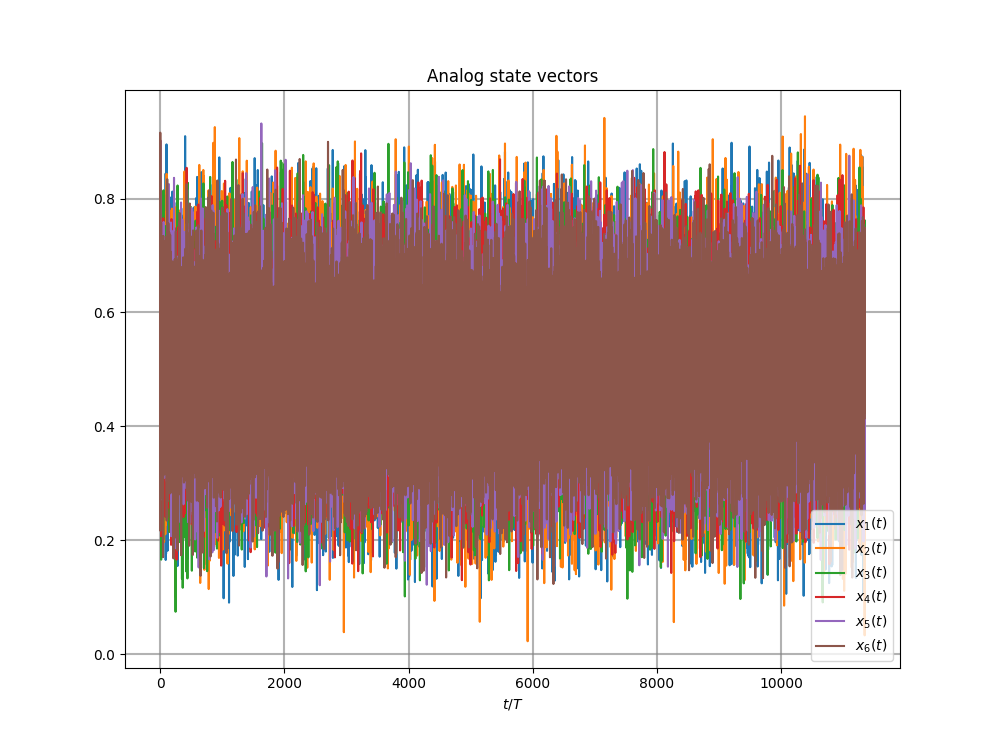 Analog state vectors
0.8
0.6
0.4
0.2
0.0
0 2000 4000 6000 8000 10000
t/T
x₁(t)
x₂(t)
x₃(t)
x₄(t)
x₅(t)
x₆(t)